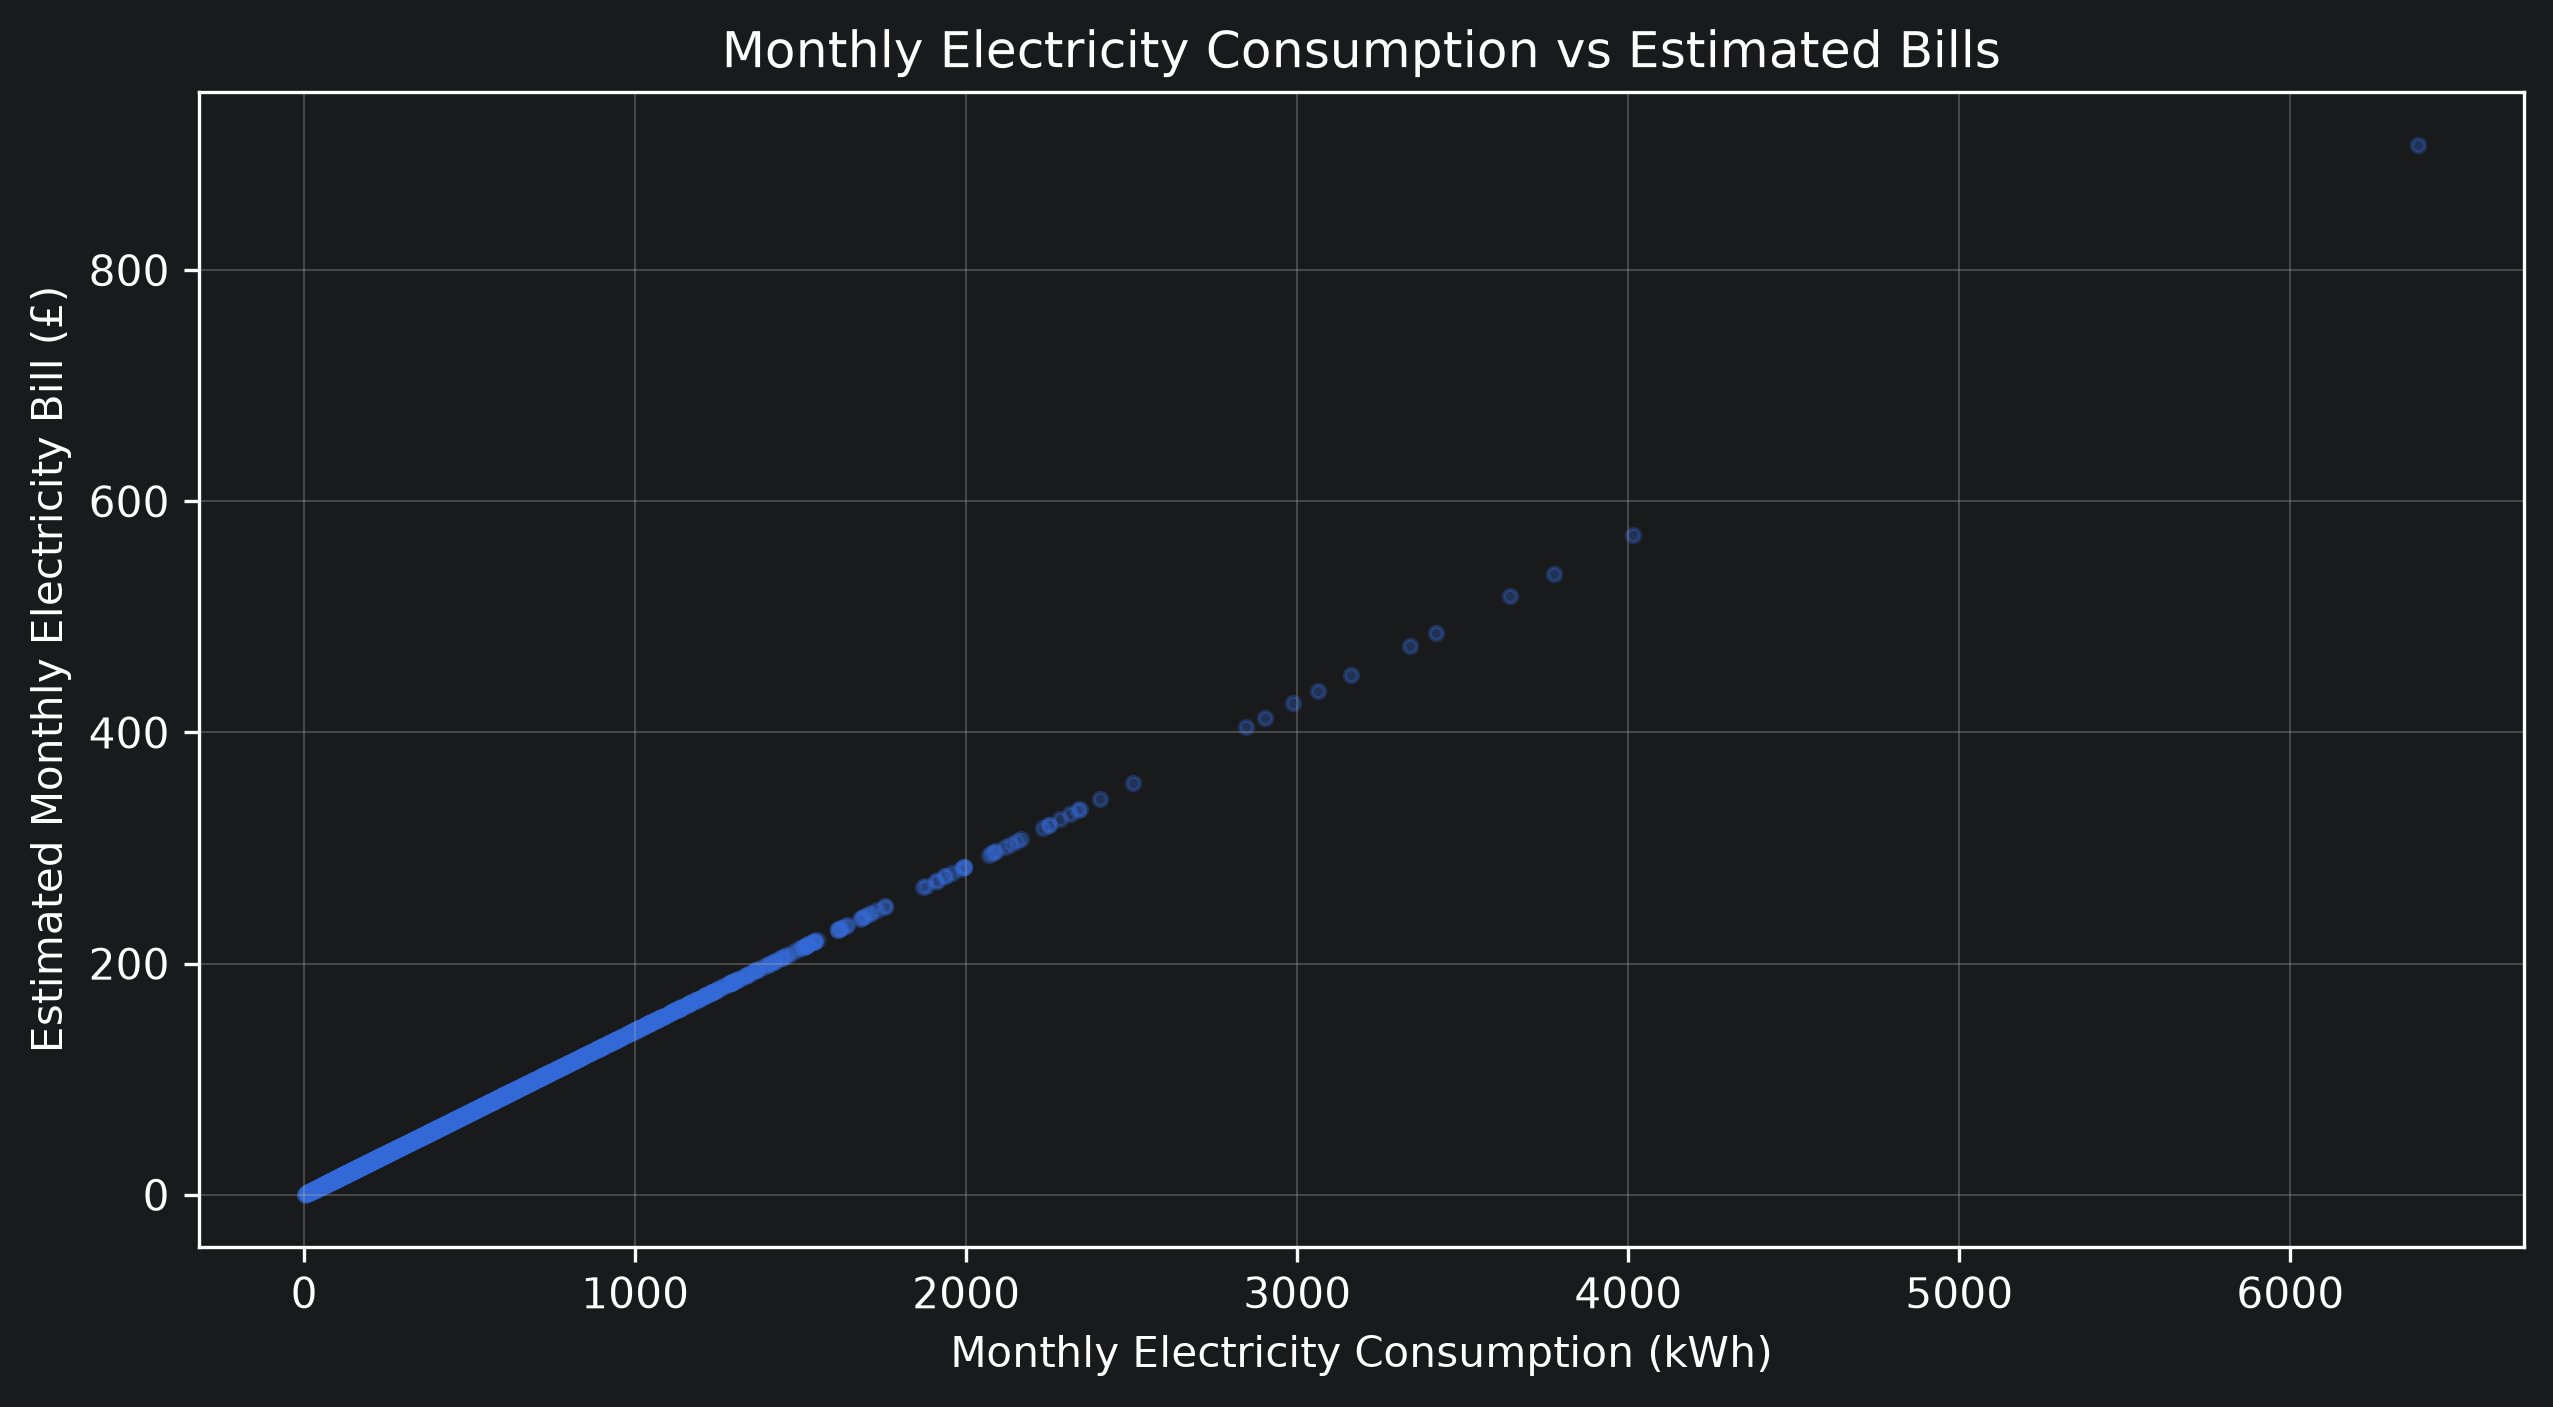 Monthly Electricity Consumption vs Estimated Bills
Estimated Monthly Electricity Bill (£)
800
600
400
200
0
0 1000 2000 3000 4000 5000 6000
Monthly Electricity Consumption (kWh)